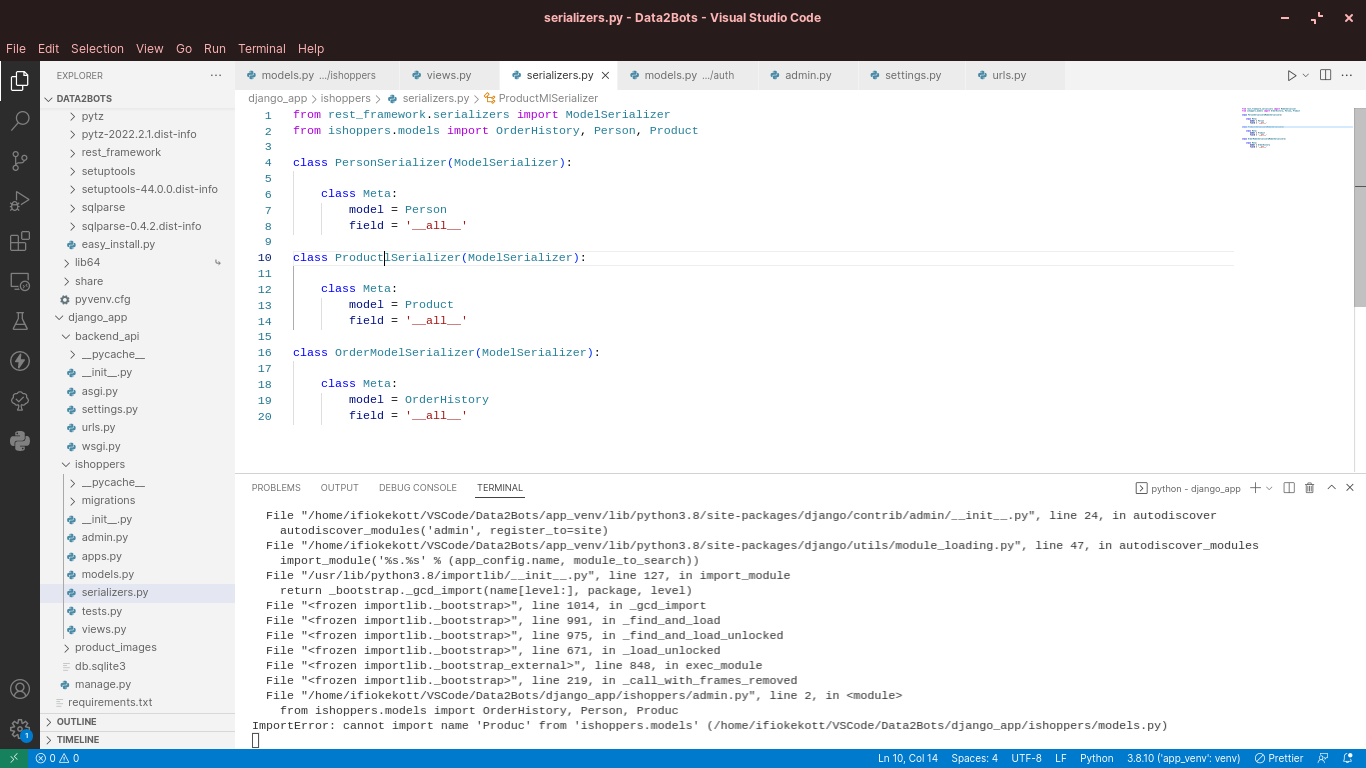 serializers.py - Data2Bots - Visual Studio Code
File Edit Selection View Go Run Terminal Help
EXPLORER
DATA2BOTS
pytz
pytz-2022.2.1.dist-info
rest_framework
setuptools
setuptools-44.0.0.dist-info
sqlparse
sqlparse-0.4.2.dist-info
easy_install.py
lib64
share
pyvenv.cfg
django_app
backend_api
__pycache__
__init__.py
asgi.py
settings.py
urls.py
wsgi.py
ishoppers
__pycache__
migrations
__init__.py
admin.py
apps.py
models.py
serializers.py
tests.py
views.py
product_images
db.sqlite3
manage.py
requirements.txt
OUTLINE
TIMELINE
1
models.py .../ishoppers views.py serializers.py models.py .../auth admin.py settings.py urls.py
django_app ishoppers serializers.py ProductMlSerializer
1 from rest_framework.serializers import ModelSerializer
2 from ishoppers.models import OrderHistory, Person, Product
3
4 class PersonSerializer(ModelSerializer):
5
6 class Meta:
7 model = Person
8 field = '__all__'
9
10 class ProductlSerializer(ModelSerializer):
11
12 class Meta:
13 model = Product
14 field = '__all__'
15
16 class OrderModelSerializer(ModelSerializer):
17
18 class Meta:
19 model = OrderHistory
20 field = '__all__'
PROBLEMS OUTPUT DEBUG CONSOLE TERMINAL
python - django_app
File "/home/ifiokekott/VSCode/Data2Bots/app_venv/lib/python3.8/site-packages/django/contrib/admin/__init__.py", line 24, in autodiscover
autodiscover_modules('admin', register_to=site)
File "/home/ifiokekott/VSCode/Data2Bots/app_venv/lib/python3.8/site-packages/django/utils/module_loading.py", line 47, in autodiscover_modules
import_module('%s.%s' % (app_config.name, module_to_search))
File "/usr/lib/python3.8/importlib/__init__.py", line 127, in import_module
return _bootstrap._gcd_import(name[level:], package, level)
File "<frozen importlib._bootstrap>", line 1014, in _gcd_import
File "<frozen importlib._bootstrap>", line 991, in _find_and_load
File "<frozen importlib._bootstrap>", line 975, in _find_and_load_unlocked
File "<frozen importlib._bootstrap>", line 671, in _load_unlocked
File "<frozen importlib._bootstrap_external>", line 848, in exec_module
File "<frozen importlib._bootstrap>", line 219, in _call_with_frames_removed
File "/home/ifiokekott/VSCode/Data2Bots/django_app/ishoppers/admin.py", line 2, in <module>
from ishoppers.models import OrderHistory, Person, Produc
ImportError: cannot import name 'Produc' from 'ishoppers.models' (/home/ifiokekott/VSCode/Data2Bots/django_app/ishoppers/models.py)
0 0 Ln 10, Col 14 Spaces: 4 UTF-8 LF Python 3.8.10 ('app_venv': venv) Prettier